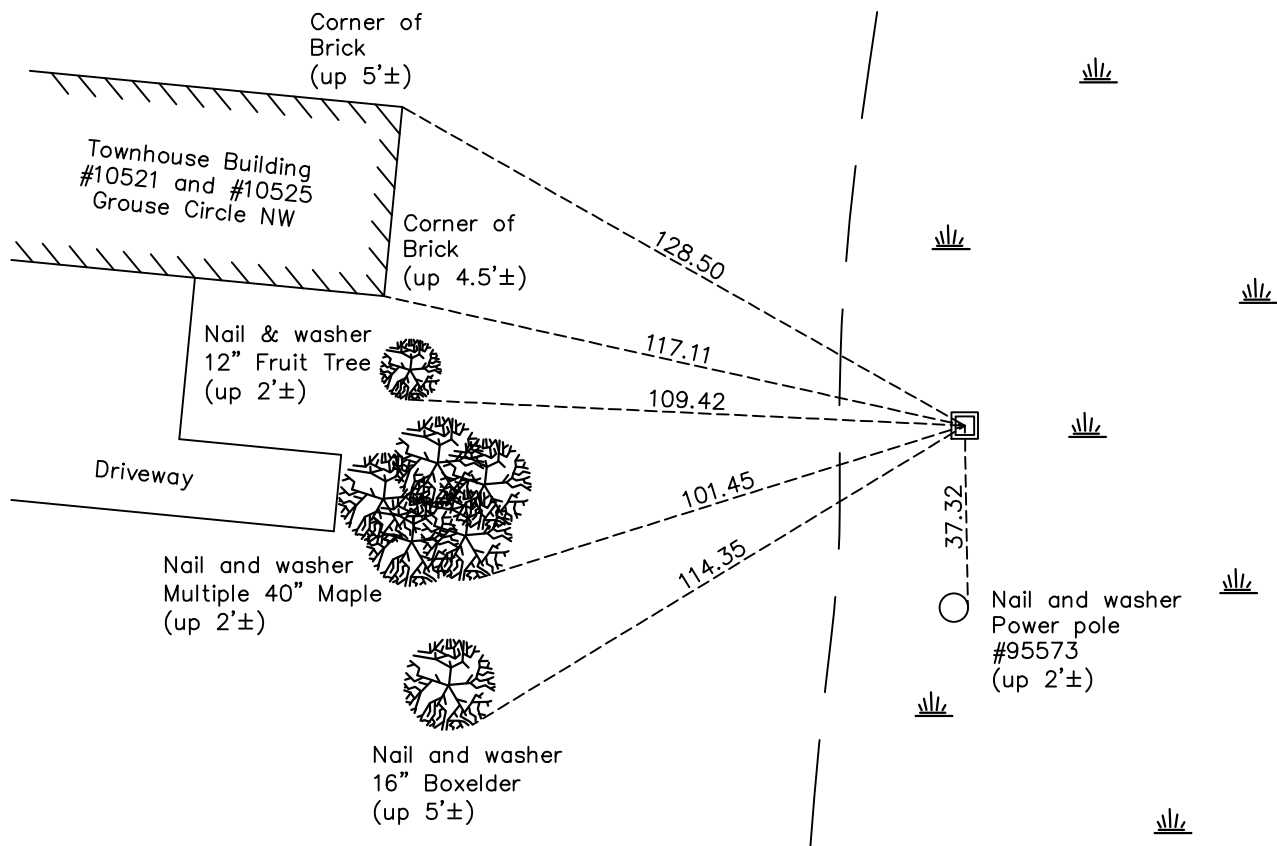 Corner of
Brick
(up 5'±)
Townhouse Building
#10521 and #10525
Grouse Circle NW
Corner of
Brick
(up 4.5'±)
128.50
Nail & washer
12" Fruit Tree
(up 2'±)
117.11
109.42
Driveway
101.45
37.32
114.35
Nail and washer
Multiple 40" Maple
(up 2'±)
Nail and washer
Power pole
#95573
(up 2'±)
Nail and washer
16" Boxelder
(up 5'±)